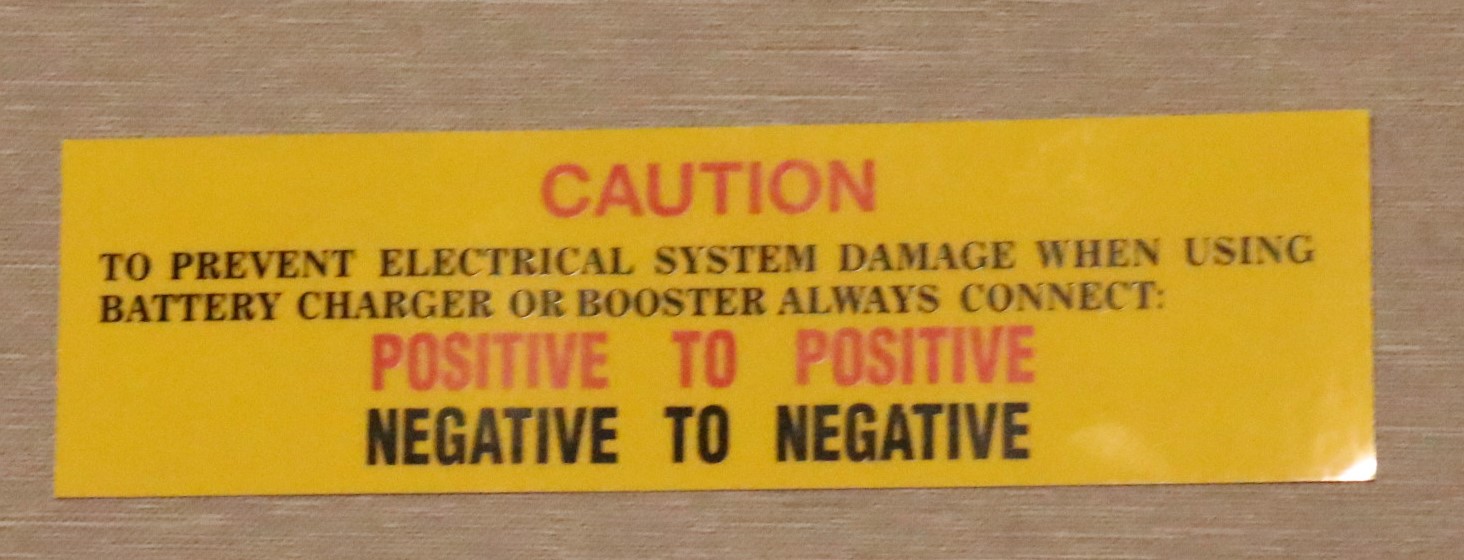 CAUTION
TO PREVENT ELECTRICAL SYSTEM DAMAGE WHEN USING
BATTERY CHARGER OR BOOSTER ALWAYS CONNECT:
POSITIVE TO POSITIVE
NEGATIVE TO NEGATIVE